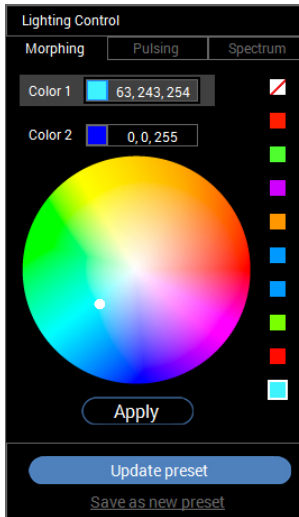 Lighting Control
Morphing Pulsing Spectrum
Color 1 63, 243, 254
Color 2 0, 0, 255
Apply
Update preset
Save as new preset